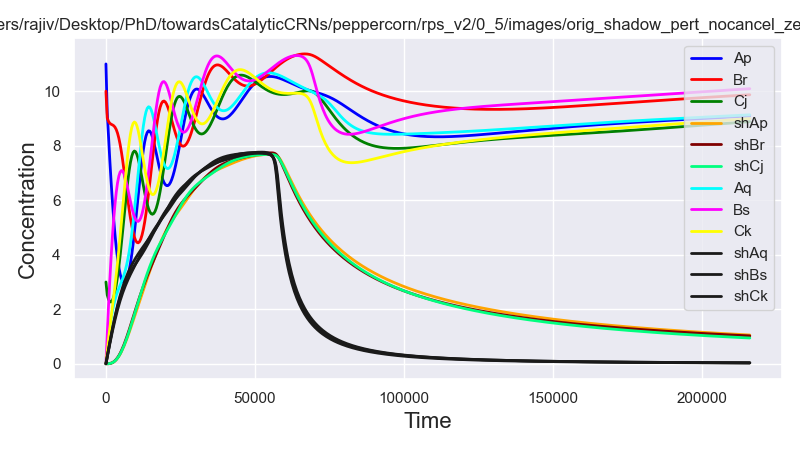 ers/rajiv/Desktop/PhD/towardsCatalyticCRNs/peppercorn/rps_v2/0_5/images/orig_shadow_pert_nocancel_ze
Concentration
10
8
6
4
2
0
0
50000
100000
150000
200000
Time
Ap
Br
Cj
shAp
shBr
shCj
Aq
Bs
Ck
shAq
shBs
shCk